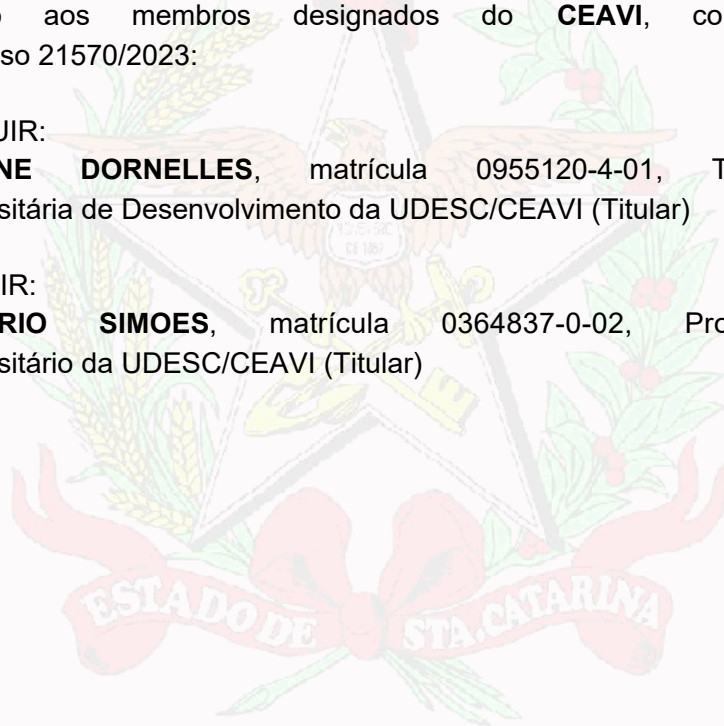 o aos membros designados do CEAVI, co
so 21570/2023:
UIR:
NE DORNELLES, matrícula 0955120-4-01, T
sitária de Desenvolvimento da UDESC/CEAVI (Titular)
IR:
RIO SIMOES, matrícula 0364837-0-02, Pro
sitário da UDESC/CEAVI (Titular)
ESTADO DE STA. CATARINA